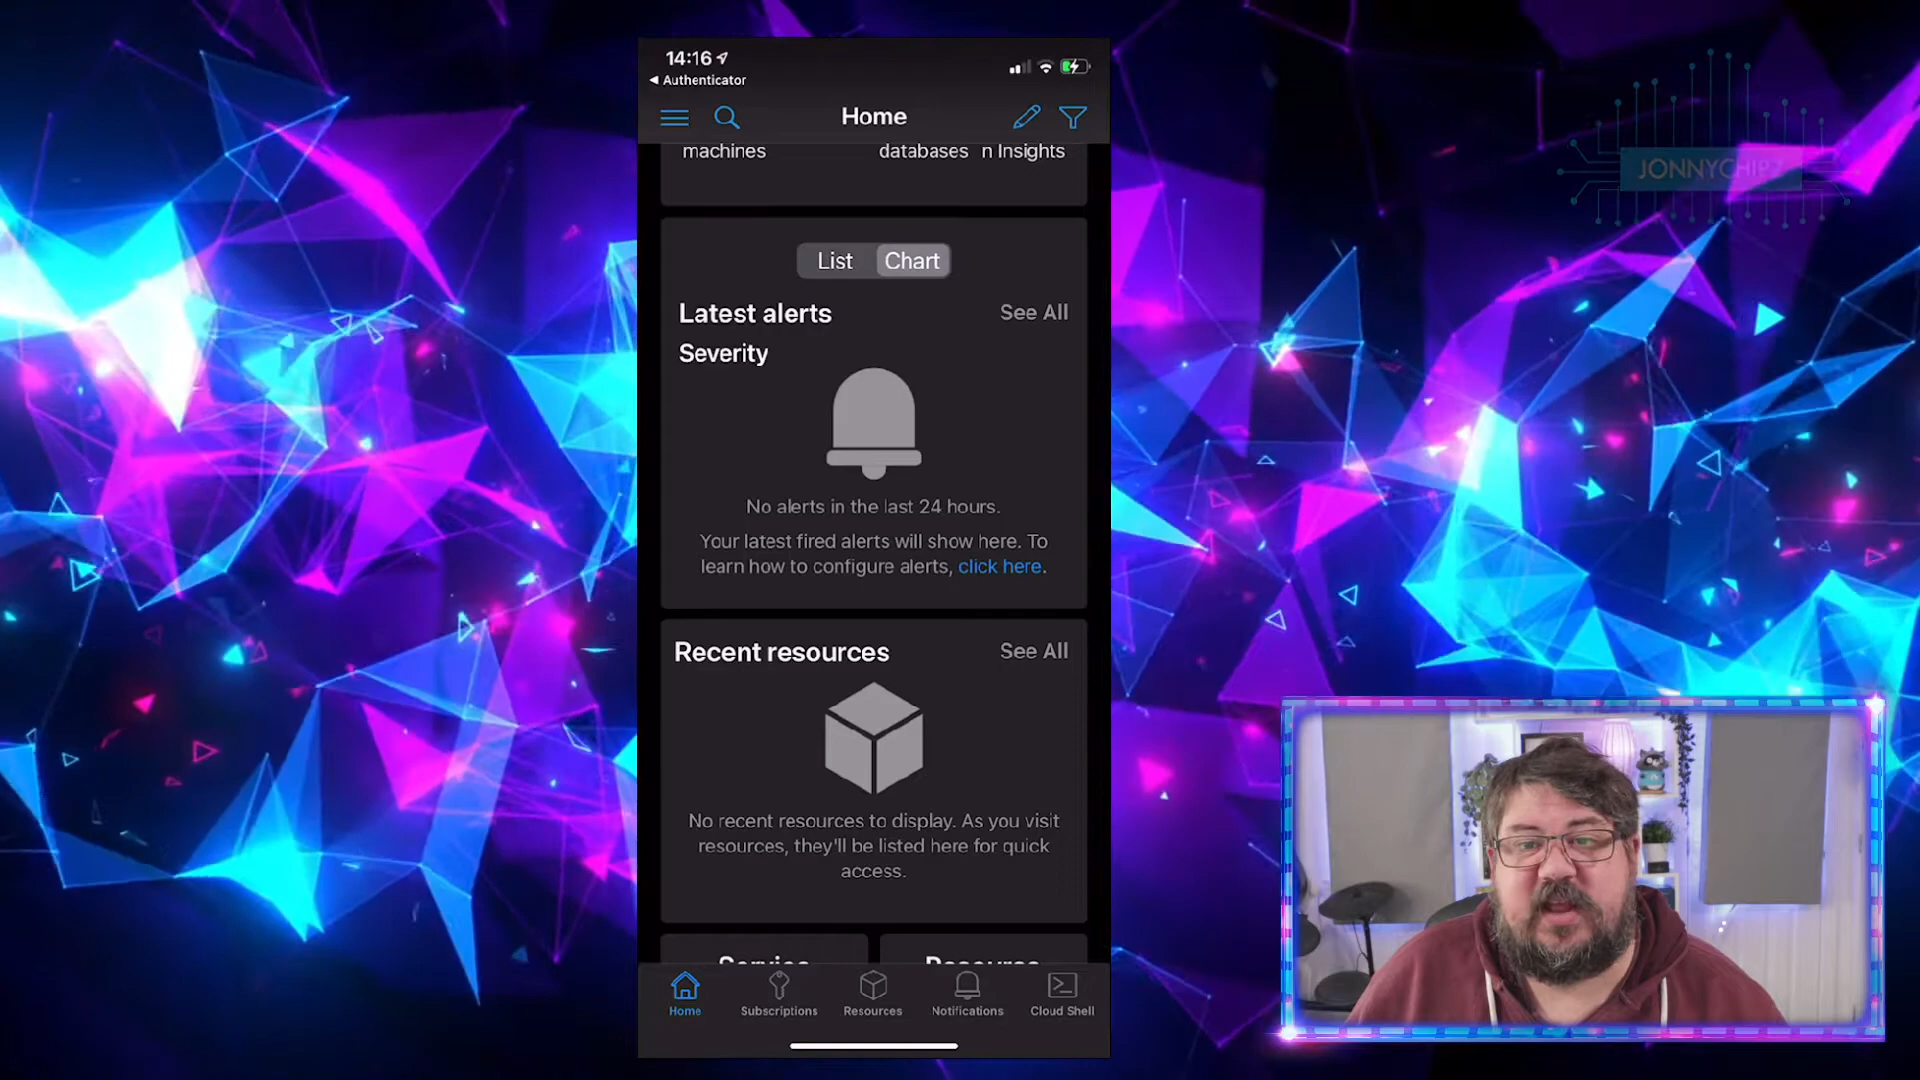 14:16
Authenticator
Home
machines databases n Insights
List Chart
Latest alerts See All
Severity
No alerts in the last 24 hours.
Your latest fired alerts will show here. To
learn how to configure alerts, click here.
Recent resources See All
No recent resources to display. As you visit
resources, they'll be listed here for quick
access.
Service Resource
Home Subscriptions Resources Notifications Cloud Shell
JONNYCHIPZ